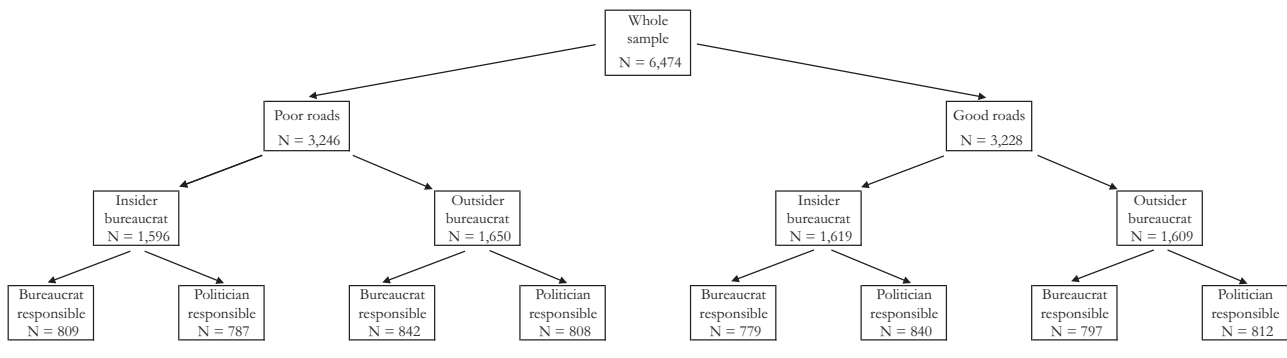 Whole
sample
N = 6,474
Poor roads
N = 3,246
Good roads
N = 3,228
Insider
bureaucrat
N = 1,596
Outsider
bureaucrat
N = 1,650
Insider
bureaucrat
N = 1,619
Outsider
bureaucrat
N = 1,609
Bureaucrat
responsible
N = 809
Politician
responsible
N = 787
Bureaucrat
responsible
N = 842
Politician
responsible
N = 808
Bureaucrat
responsible
N = 779
Politician
responsible
N = 840
Bureaucrat
responsible
N = 797
Politician
responsible
N = 812